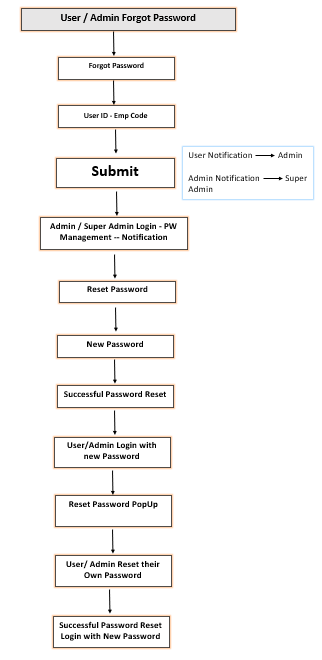 User / Admin Forgot Password
Forgot Password
User ID - Emp Code
Submit
User Notification Admin
Admin Notification Super
Admin
Admin / Super Admin Login - PW
Management -- Notification
Reset Password
New Password
Successful Password Reset
User/Admin Login with
new Password
Reset Password PopUp
User/ Admin Reset their
Own Password
Successful Password Reset
Login with New Password